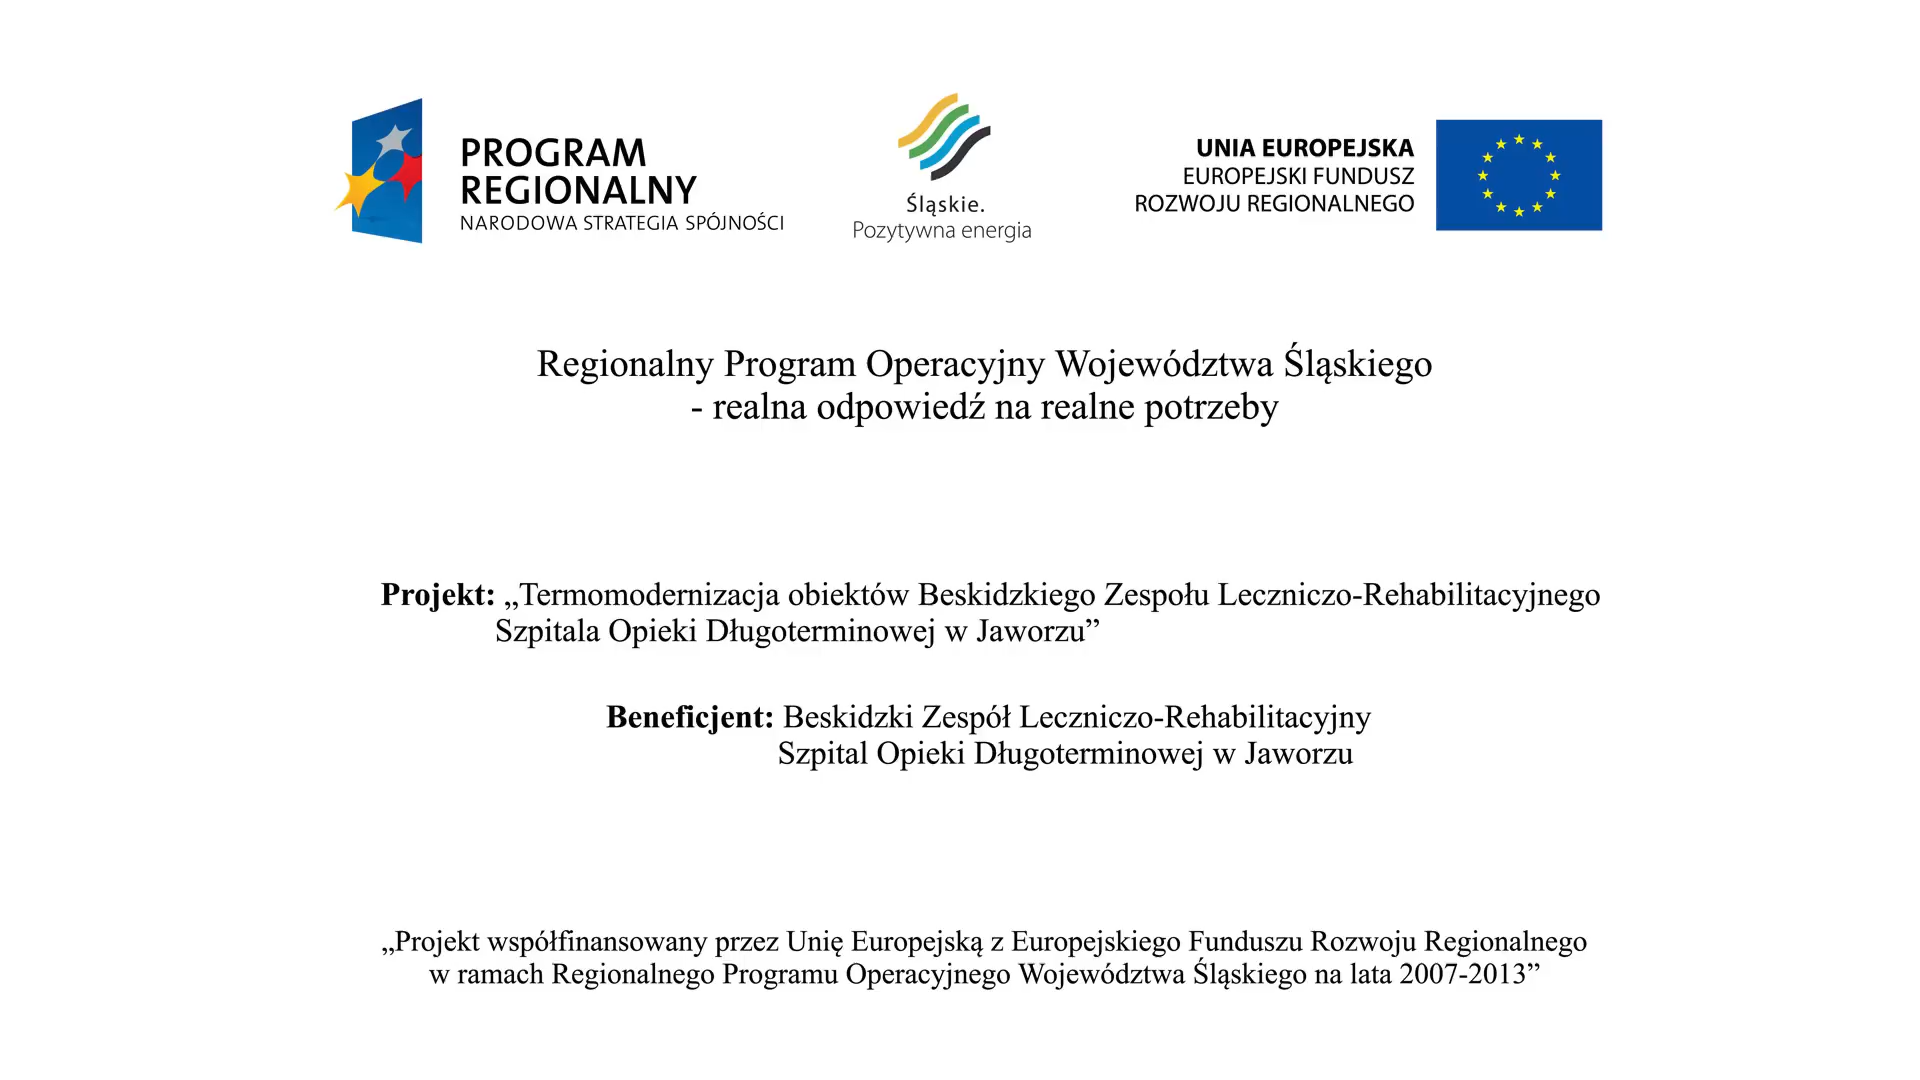 PROGRAM
REGIONALNY
NARODOWA STRATEGIA SPÓJNOŚCI
Śląskie.
Pozytywna energia
UNIA EUROPEJSKA
EUROPEJSKI FUNDUSZ
ROZWOJU REGIONALNEGO
Regionalny Program Operacyjny Województwa Śląskiego
- realna odpowiedź na realne potrzeby
Projekt: „Termomodernizacja obiektów Beskidzkiego Zespołu Leczniczo-Rehabilitacyjnego
Szpitala Opieki Długoterminowej w Jaworzu”
Beneficjent: Beskidzki Zespół Leczniczo-Rehabilitacyjny
Szpital Opieki Długoterminowej w Jaworzu
„Projekt współfinansowany przez Unię Europejską z Europejskiego Funduszu Rozwoju Regionalnego
w ramach Regionalnego Programu Operacyjnego Województwa Śląskiego na lata 2007-2013”